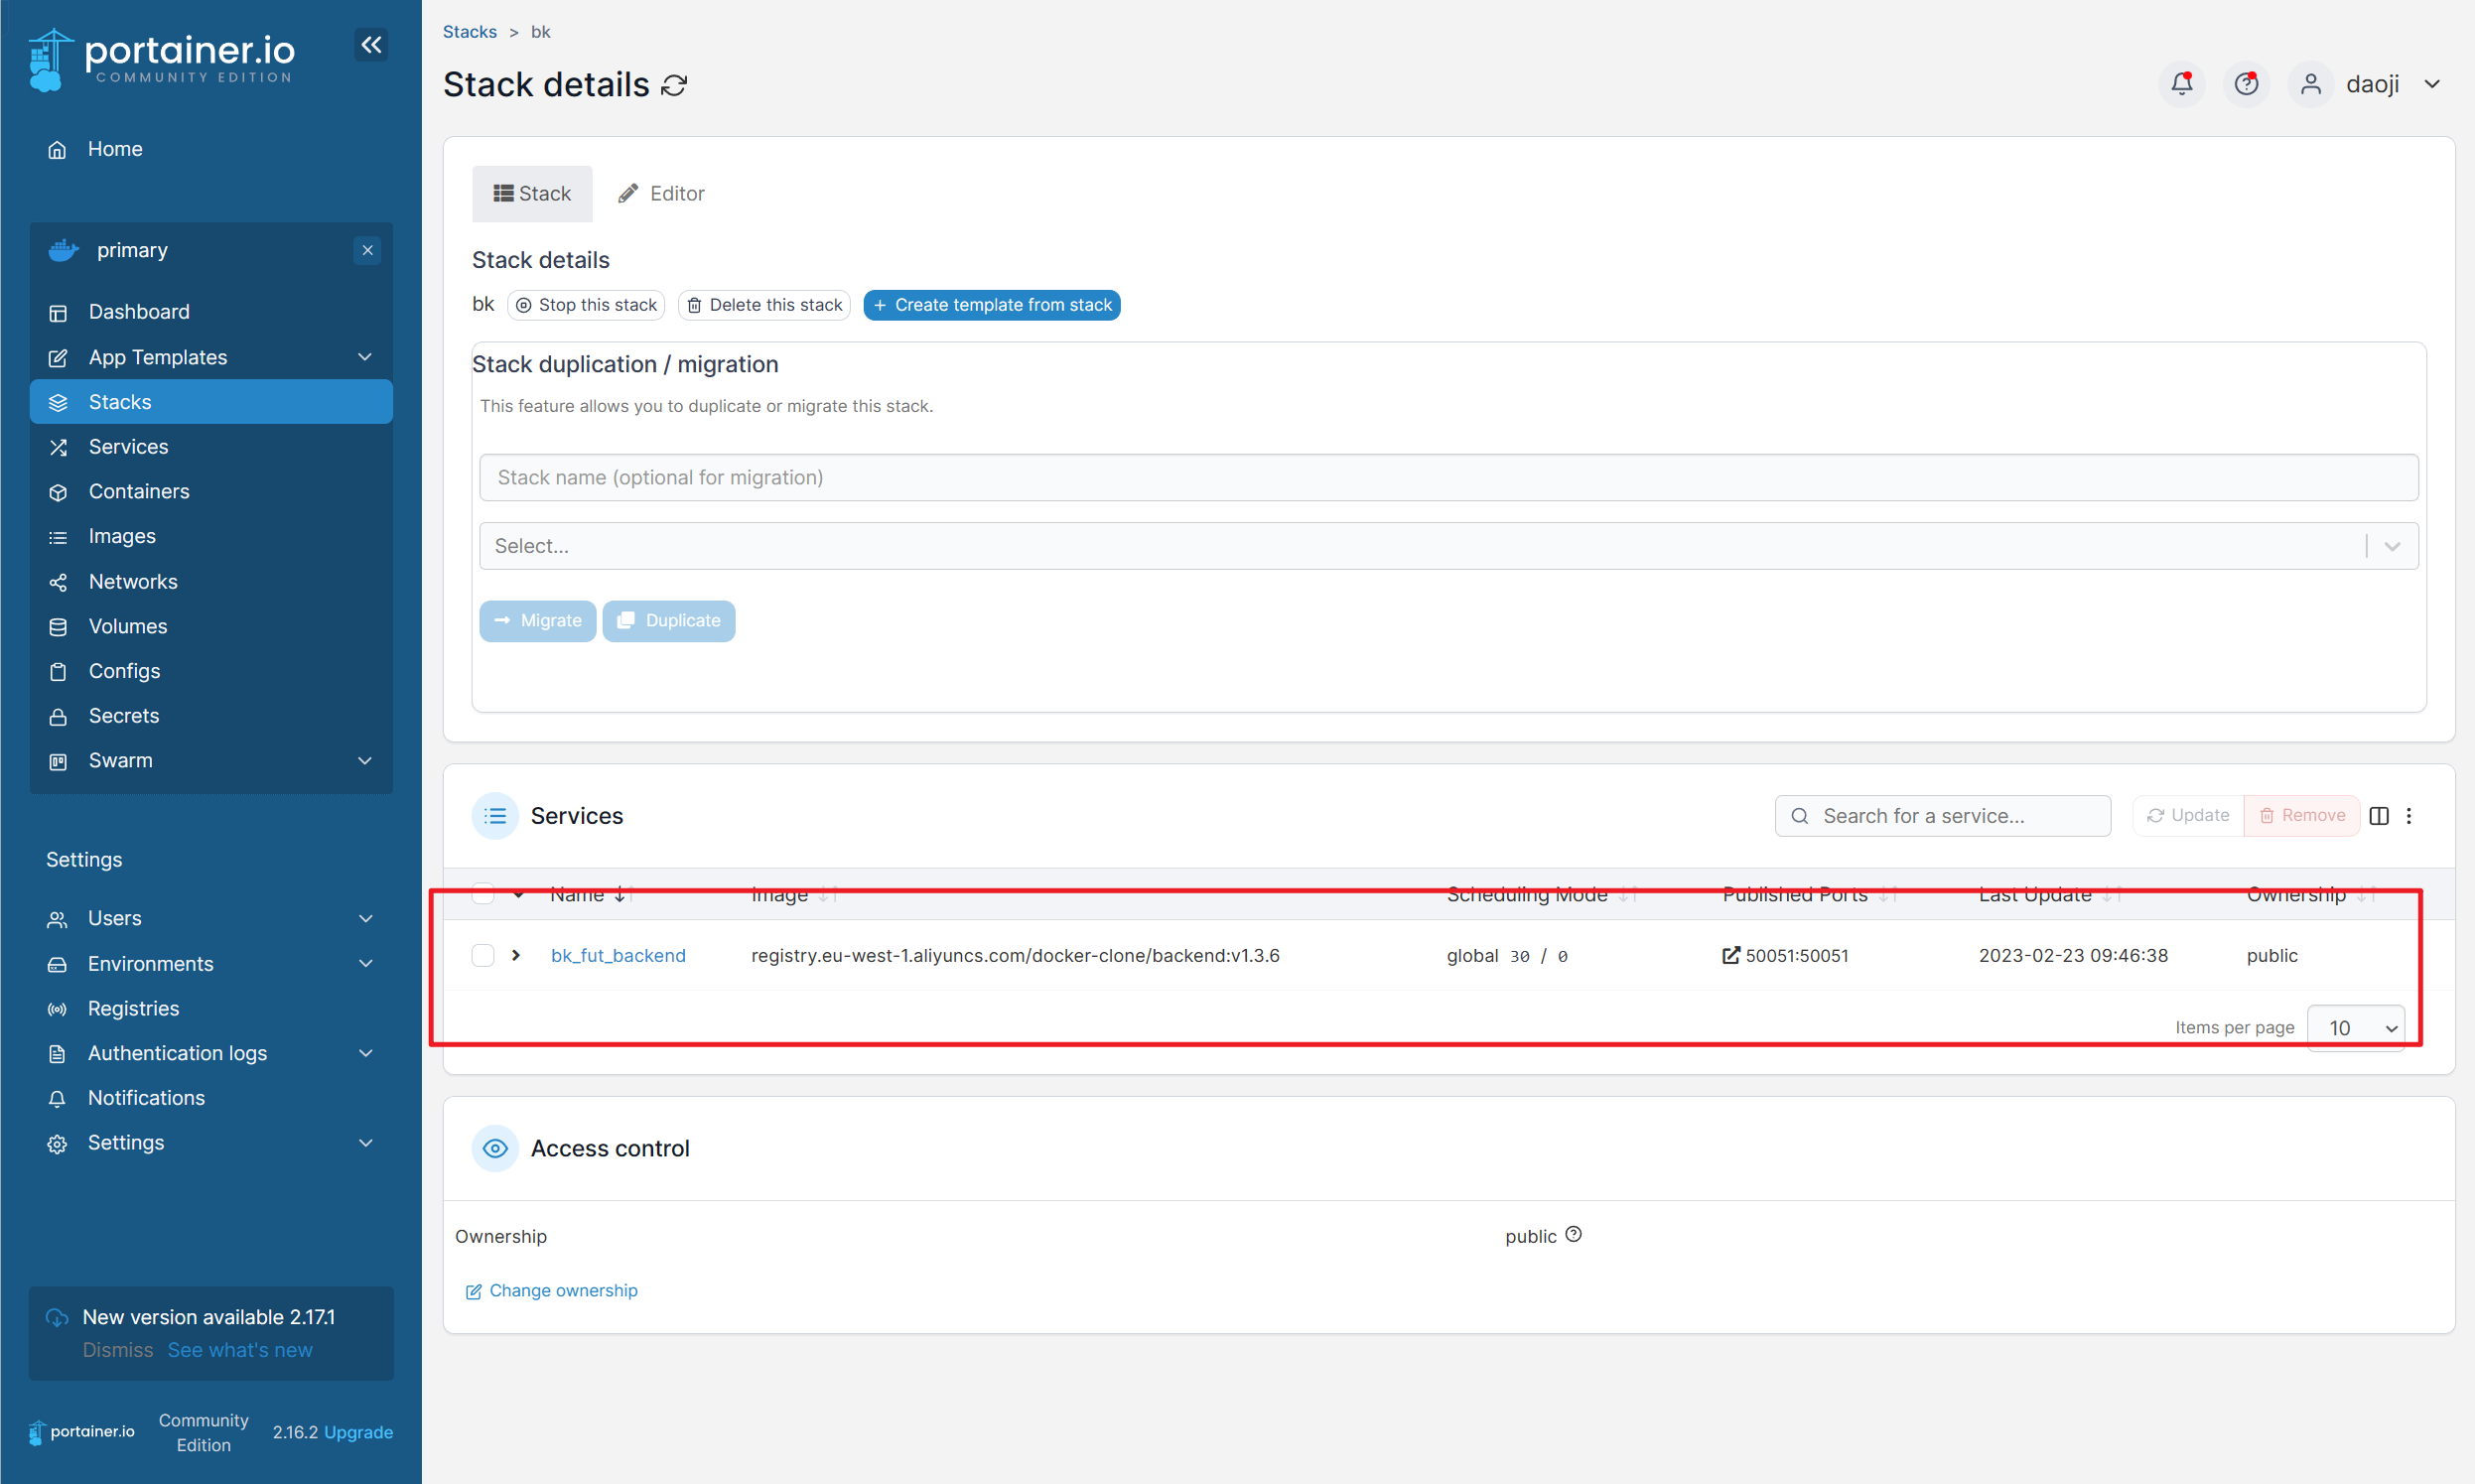 portainer.io
COMMUNITY EDITION
Home
primary
Dashboard
App Templates
Stacks
Services
Containers
Images
Networks
Volumes
Configs
Secrets
Swarm
Settings
Users
Environments
Registries
Authentication logs
Notifications
Settings
New version available 2.17.1
Dismiss See what's new
portainer.io Community Edition 2.16.2 Upgrade
Stacks > bk
Stack details
daoji
Stack Editor
Stack details
bk Stop this stack Delete this stack + Create template from stack
Stack duplication / migration
This feature allows you to duplicate or migrate this stack.
Stack name (optional for migration)
Select...
Migrate Duplicate
Services Search for a service... Update Remove
Name Image Scheduling Mode Published Ports Last Update Ownership
bk_fut_backend registry.eu-west-1.aliyuncs.com/docker-clone/backend:v1.3.6 global 30 / 0 50051:50051 2023-02-23 09:46:38 public
Items per page 10
Access control
Ownership public
Change ownership